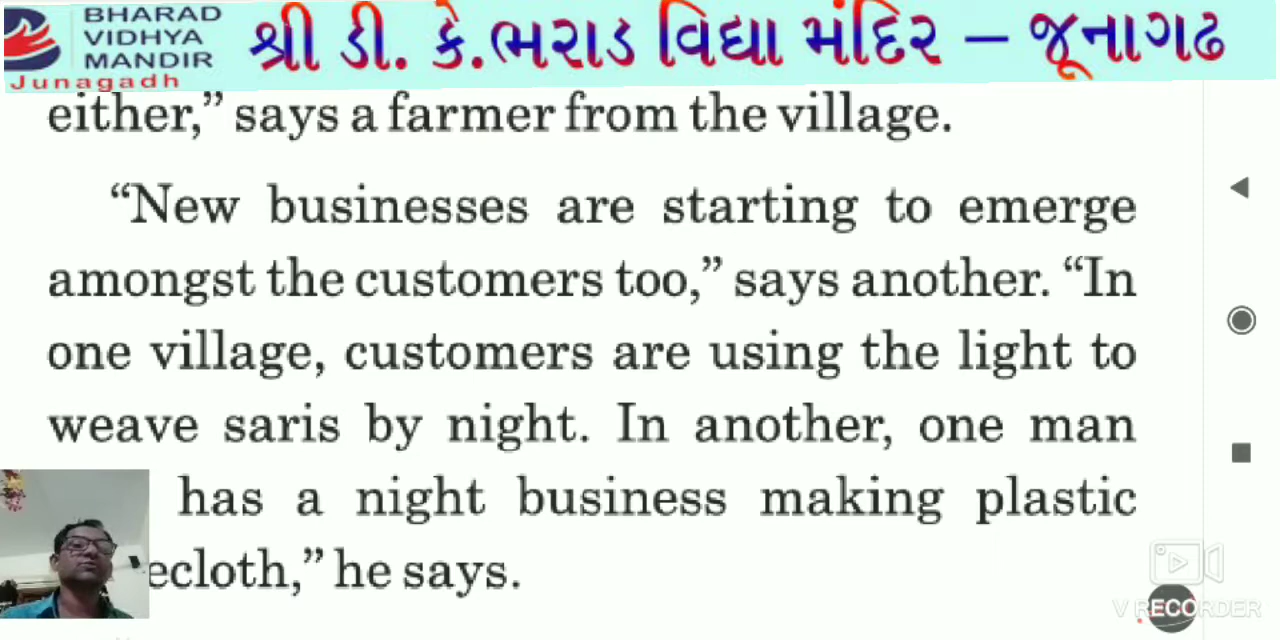 BHARAD
VIDHYA
MANDIR
Junagadh
શ્રી ડી. કે. ભરાડ વિદ્યા મંદિર – જૂનાગઢ
either,” says a farmer from the village.
“New businesses are starting to emerge
amongst the customers too,” says another. “In
one village, customers are using the light to
weave saris by night. In another, one man
has a night business making plastic
ecloth,” he says.
V RECORDER